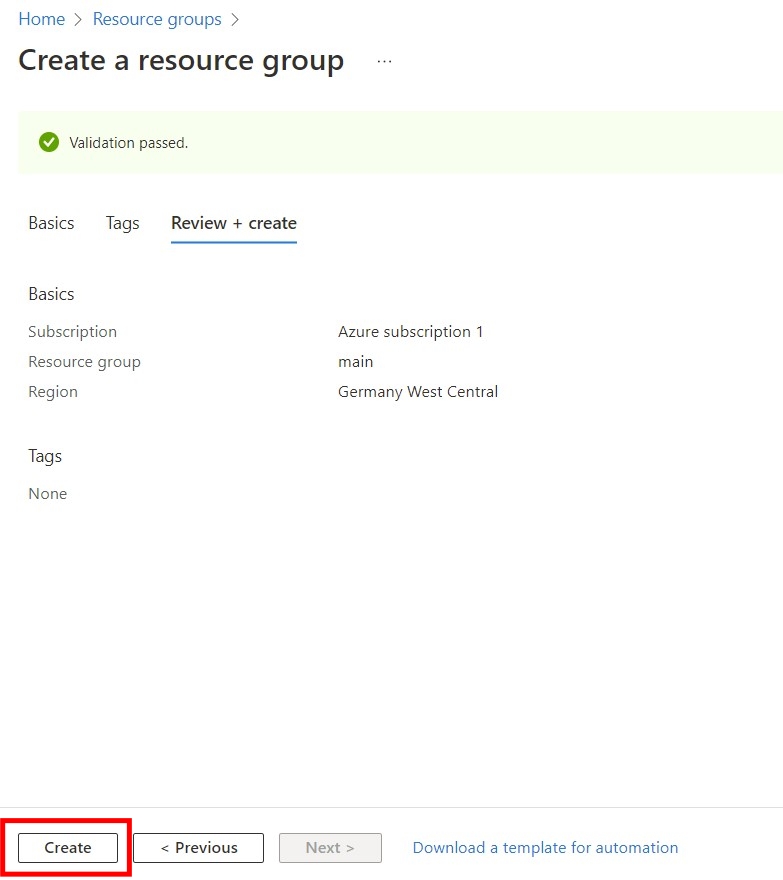 Home > Resource groups >
Create a resource group ...
Validation passed.
Basics Tags Review + create
Basics
Subscription Azure subscription 1
Resource group main
Region Germany West Central
Tags
None
Create < Previous Next > Download a template for automation